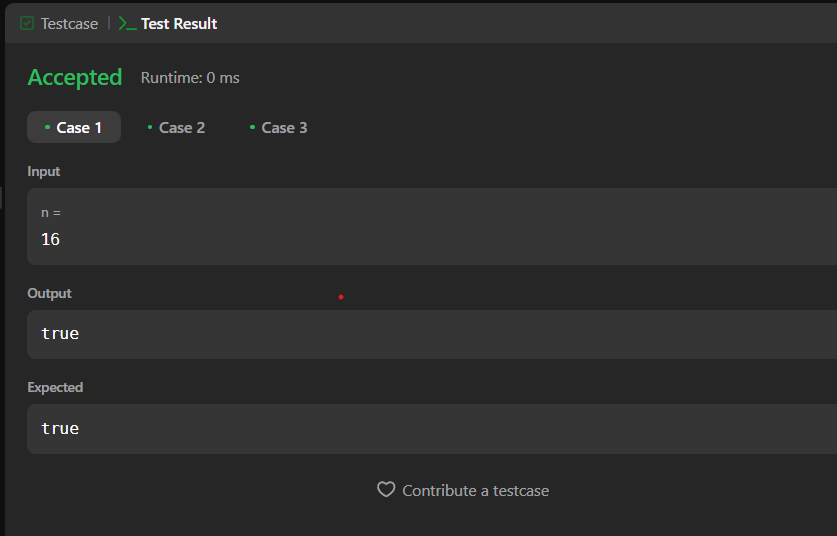 Testcase | >_ Test Result
Accepted Runtime: 0 ms
• Case 1 • Case 2 • Case 3
Input
n =
16
Output
true
Expected
true
Contribute a testcase